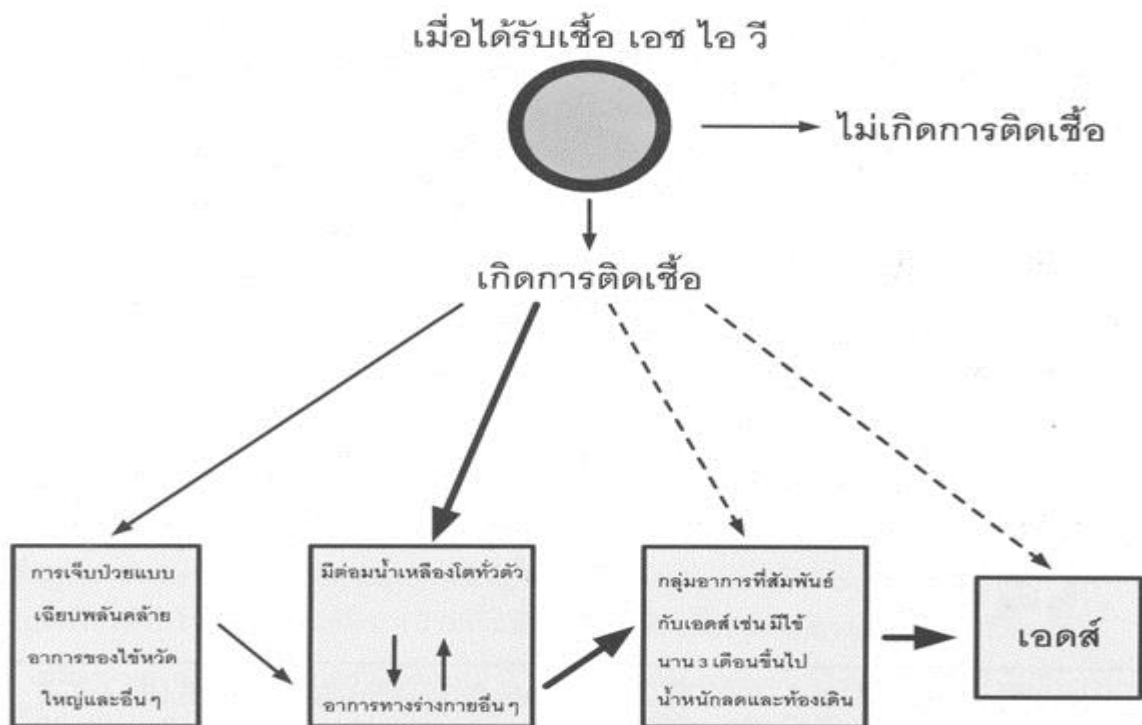 เมื่อได้รับเชื้อ เอช ไอ วี
ไม่เกิดการติดเชื้อ
เกิดการติดเชื้อ
การเจ็บป่วยแบบ
เฉียบพลันคล้าย
อาการของไข้หวัด
ใหญ่และอื่น ๆ
มีต่อมน้ำเหลืองโตทั่วตัว
อาการทางร่างกายอื่น ๆ
กลุ่มอาการที่สัมพันธ์
กับเอดส์ เช่น มีไข้
นาน 3 เดือนขึ้นไป
น้ำหนักลดและท้องเดิน
เอดส์